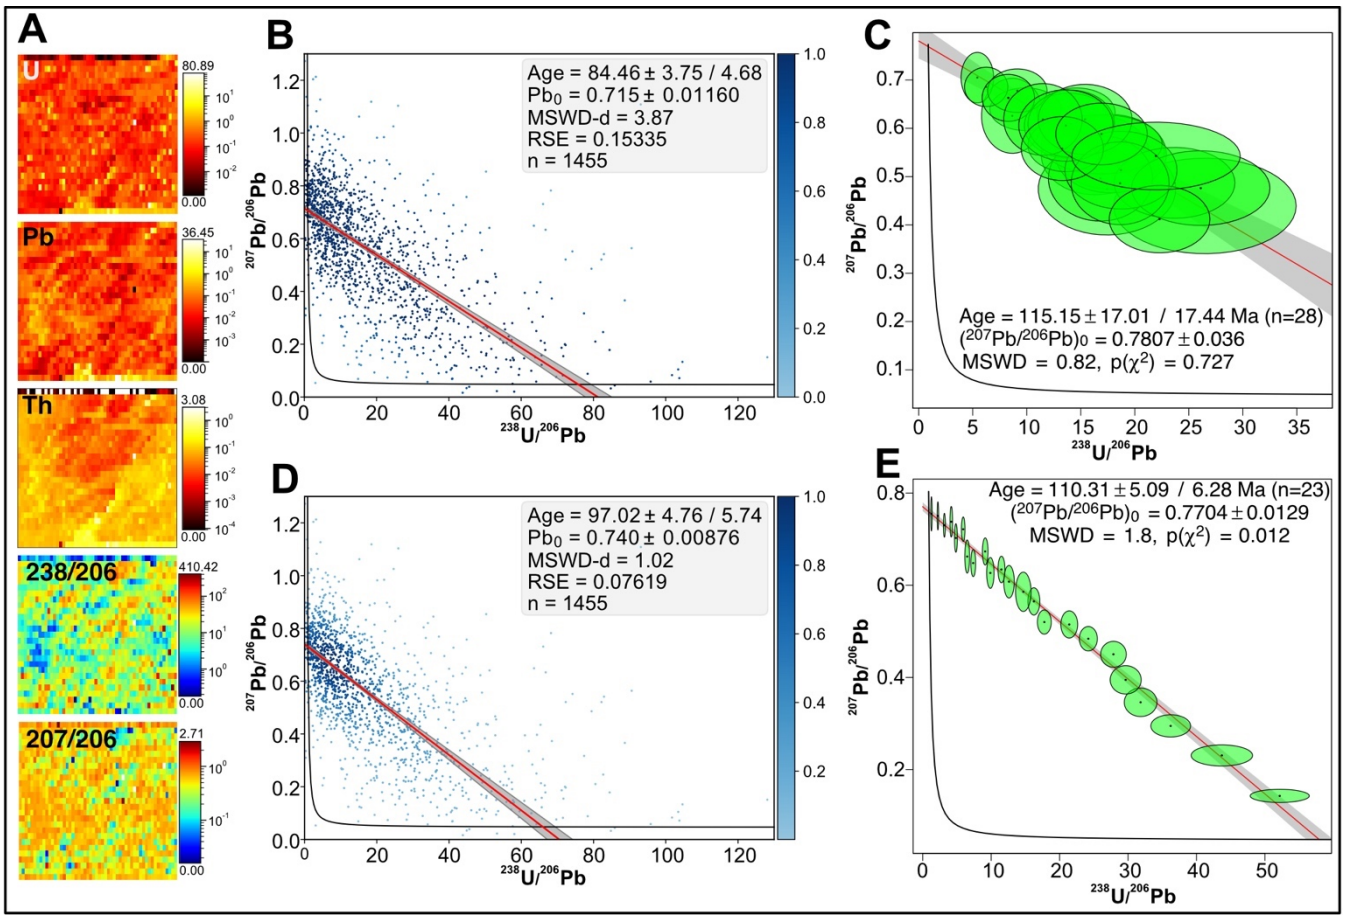 A
U
80.89
10¹
10⁰
10⁻¹
10⁻²
0.00
Pb
36.45
10¹
10⁰
10⁻¹
10⁻²
10⁻³
0.00
Th
3.08
10⁰
10⁻¹
10⁻²
10⁻³
10⁻⁴
0.00
238/206
410.42
10²
10¹
10⁰
0.00
207/206
2.71
10⁰
10⁻¹
0.00
B
Age = 84.46 ± 3.75 / 4.68
Pb₀ = 0.715 ± 0.01160
MSWD-d = 3.87
RSE = 0.15335
n = 1455
1.2
1.0
0.8
0.6
0.4
0.2
0.0
0 20 40 60 80 100 120
²⁰⁷Pb/²⁰⁶Pb
²³⁸U/²⁰⁶Pb
1.0
0.8
0.6
0.4
0.2
0.0
C
0.7
0.6
0.5
0.4
0.3
0.2
0.1
0 5 10 15 20 25 30 35
²⁰⁷Pb/²⁰⁶Pb
²³⁸U/²⁰⁶Pb
Age = 115.15 ± 17.01 / 17.44 Ma (n=28)
(²⁰⁷Pb/²⁰⁶Pb)₀ = 0.7807 ± 0.036
MSWD = 0.82, p(χ²) = 0.727
D
Age = 97.02 ± 4.76 / 5.74
Pb₀ = 0.740 ± 0.00876
MSWD-d = 1.02
RSE = 0.07619
n = 1455
1.2
1.0
0.8
0.6
0.4
0.2
0.0
0 20 40 60 80 100 120
²⁰⁷Pb/²⁰⁶Pb
²³⁸U/²⁰⁶Pb
1.0
0.8
0.6
0.4
0.2
E
Age = 110.31 ± 5.09 / 6.28 Ma (n=23)
(²⁰⁷Pb/²⁰⁶Pb)₀ = 0.7704 ± 0.0129
MSWD = 1.8, p(χ²) = 0.012
0.8
0.6
0.4
0.2
0 10 20 30 40 50
²⁰⁷Pb/²⁰⁶Pb
²³⁸U/²⁰⁶Pb